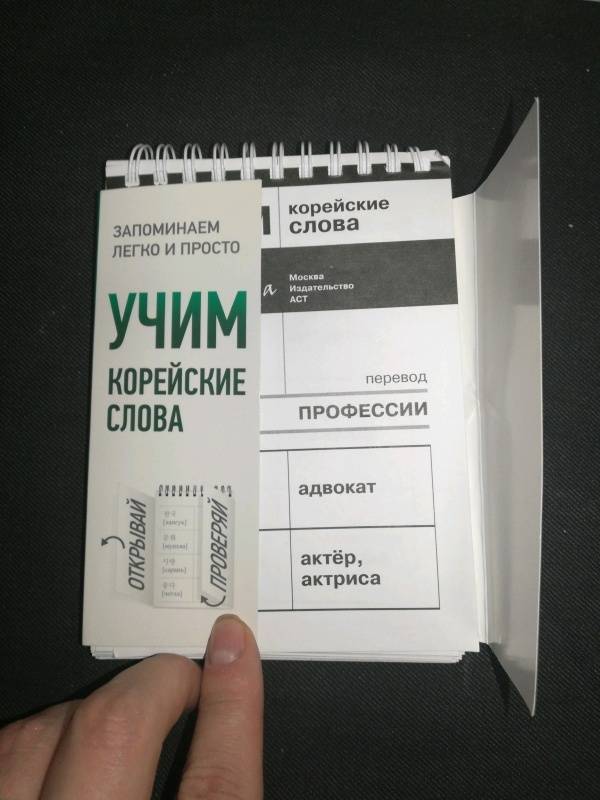 ЗАПОМИНАЕМ
ЛЕГКО И ПРОСТО
УЧИМ
КОРЕЙСКИЕ
СЛОВА
ОТКРЫВАЙ
ПРОВЕРЯЙ
корейские
слова
Москва
Издательство
АСТ
перевод
ПРОФЕССИИ
адвокат
актёр,
актриса